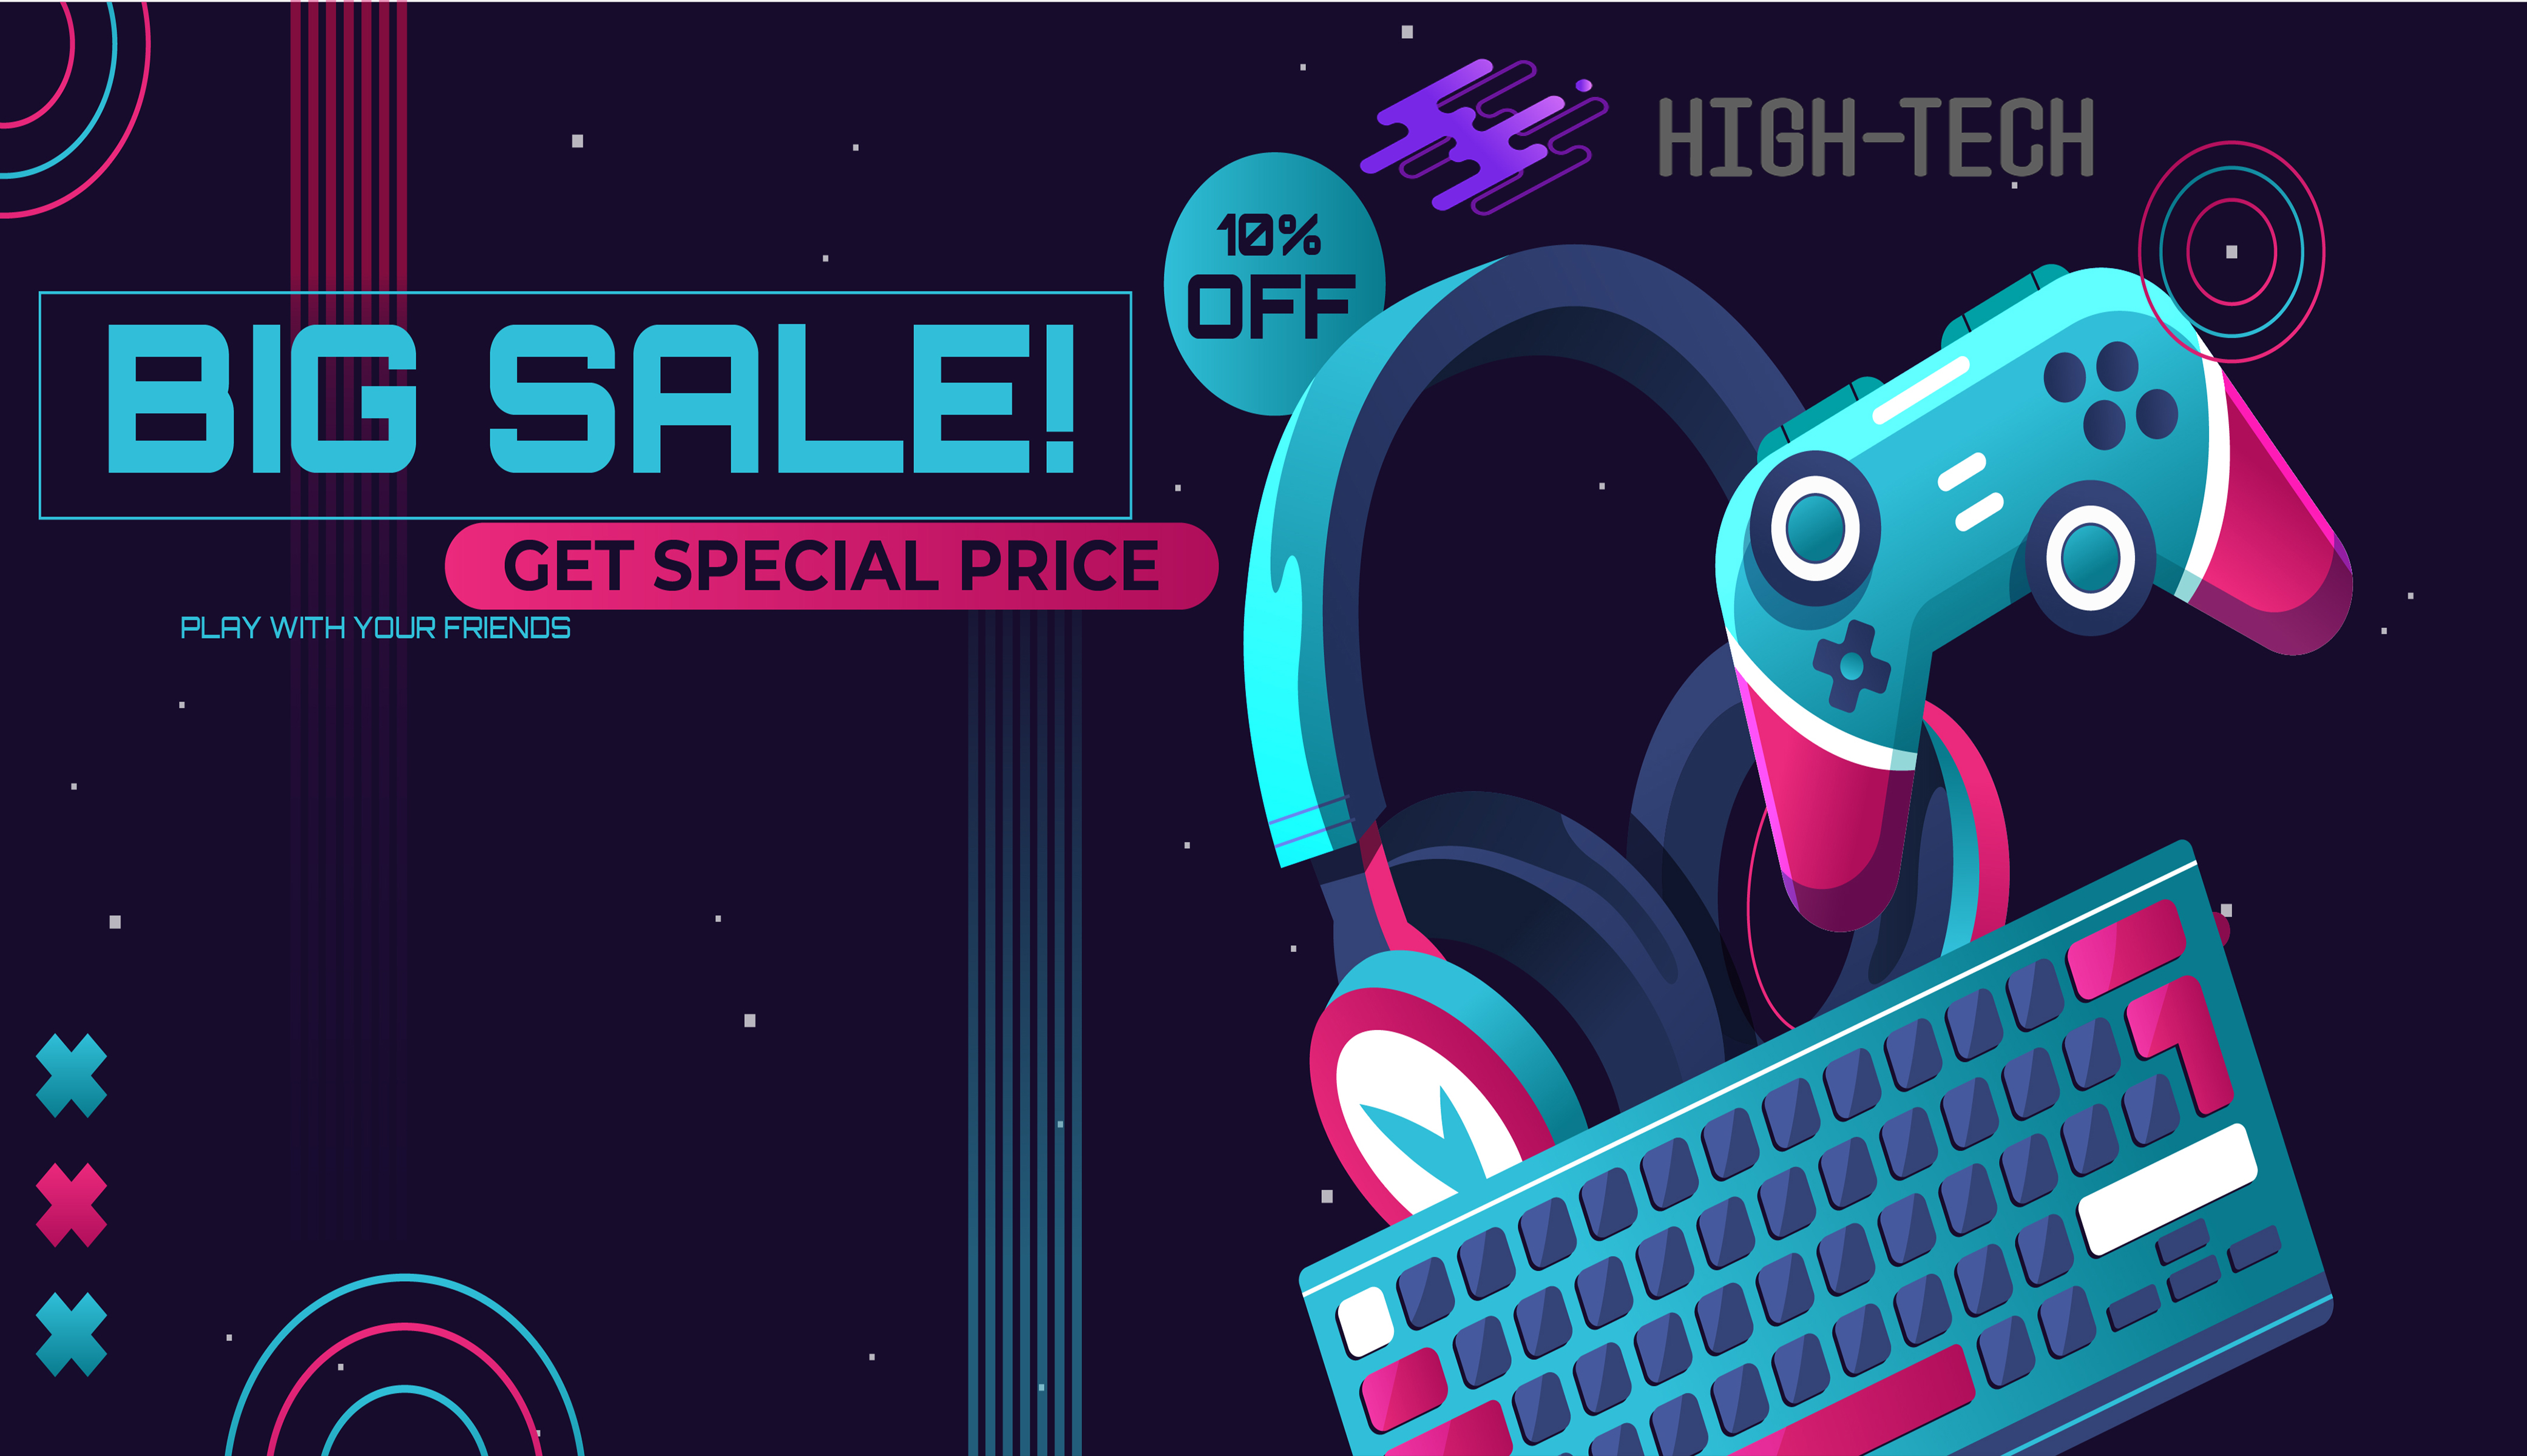 HIGH-TECH
10%
OFF
BIG SALE!
GET SPECIAL PRICE
PLAY WITH YOUR FRIENDS